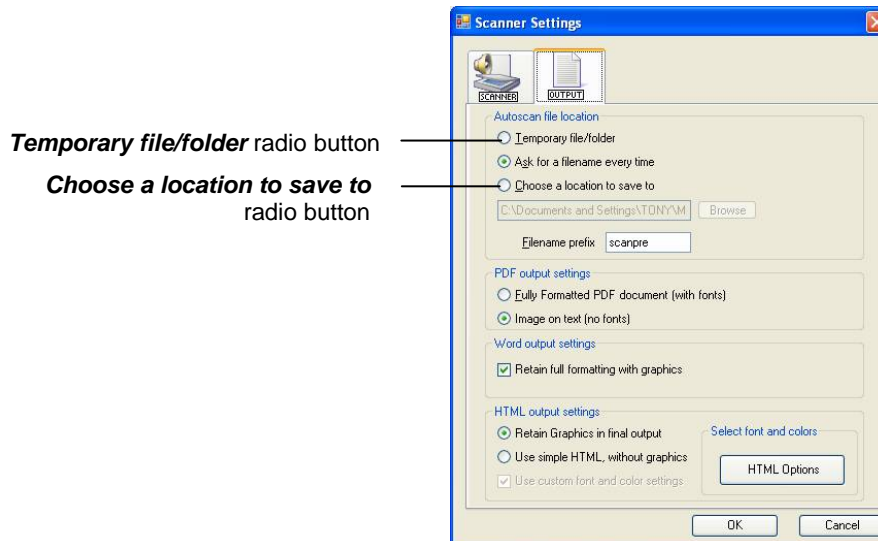 Scanner Settings
SCANNER
OUTPUT
Autoscan file location
Temporary file/folder radio button
Temporary file/folder
Ask for a filename every time
Choose a location to save to
radio button
Choose a location to save to
C:\Documents and Settings\TONY\M
Browse
Filename prefix
scanpre
PDF output settings
Fully Formatted PDF document (with fonts)
Image on text (no fonts)
Word output settings
Retain full formatting with graphics
HTML output settings
Retain Graphics in final output
Use simple HTML, without graphics
Use custom font and color settings
Select font and colors
HTML Options
OK
Cancel